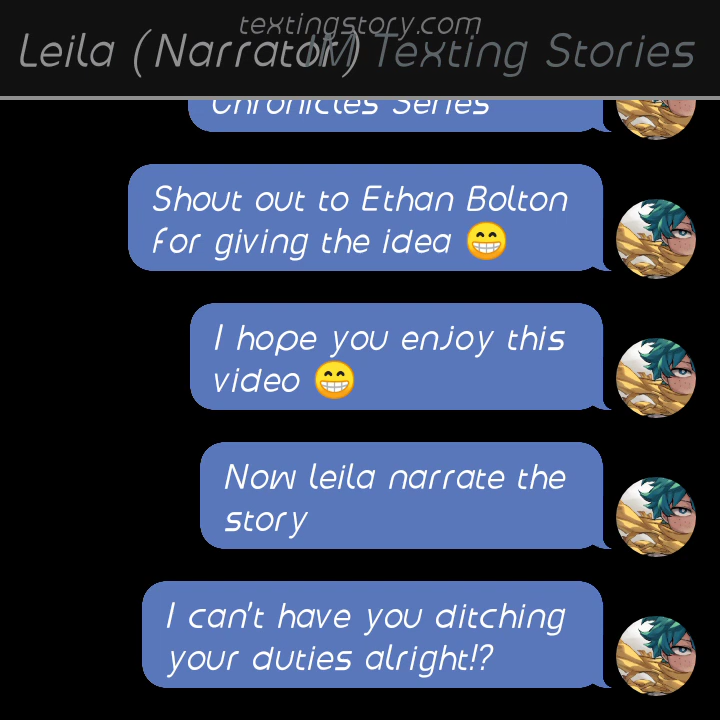 textingstory.com
Leila (Narrator)
IM Texting Stories
Chronicles Series
Shout out to Ethan Bolton
for giving the idea 😁
I hope you enjoy this
video 😁
Now leila narrate the
story
I can't have you ditching
your duties alright!?